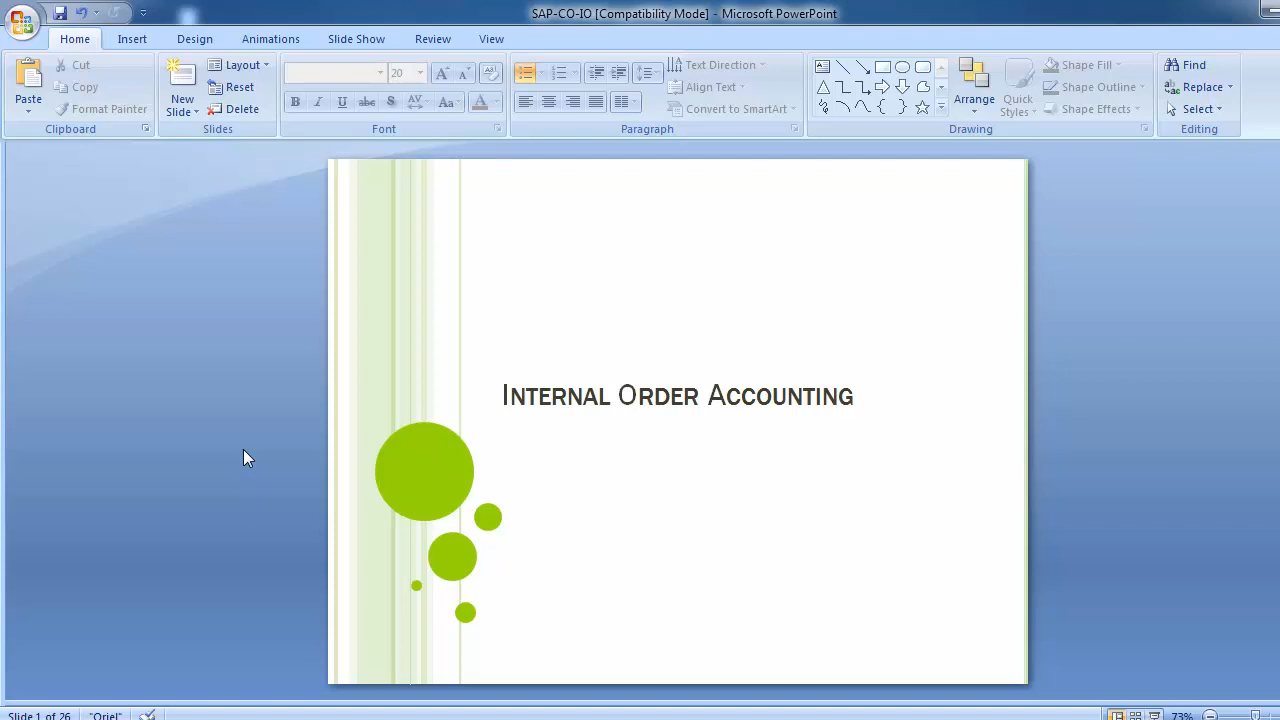 SAP-CO-IO [Compatibility Mode] - Microsoft PowerPoint
Home Insert Design Animations Slide Show Review View
Paste
Cut
Copy
Format Painter
Clipboard
New Slide
Layout
Reset
Delete
Slides
20
B I U abc S AV Aa A
Font
Text Direction
Align Text
Convert to SmartArt
Paragraph
Arrange
Quick Styles
Shape Fill
Shape Outline
Shape Effects
Drawing
Find
Replace
Select
Editing
INTERNAL ORDER ACCOUNTING
Slide 1 of 26 "Oriel" 73%